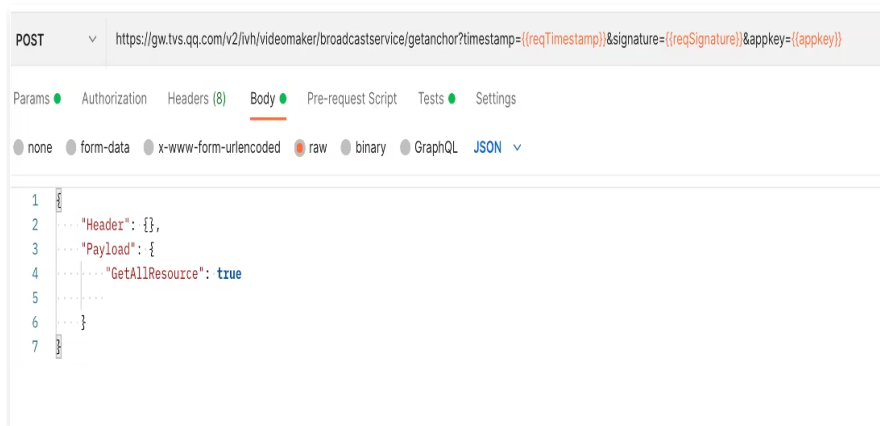 POST https://gw.tvs.qq.com/v2/ivh/videomaker/broadcastservice/getanchor?timestamp={{reqTimestamp}}&signature={{reqSignature}}&appkey={{appkey}}
Params Authorization Headers (8) Body Pre-request Script Tests Settings
none form-data x-www-form-urlencoded raw binary GraphQL JSON
1 {
2 "Header": {},
3 "Payload": {
4 "GetAllResource": true
5
6 }
7 }